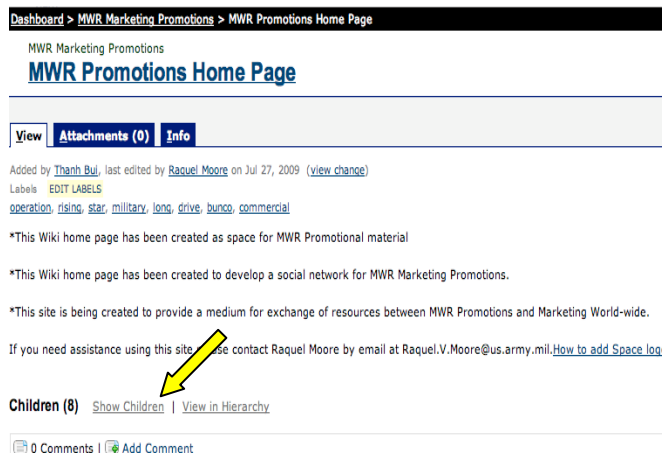 Dashboard > MWR Marketing Promotions > MWR Promotions Home Page
MWR Marketing Promotions
MWR Promotions Home Page
View Attachments (0) Info
Added by Thanh Bui, last edited by Raquel Moore on Jul 27, 2009 (view change)
Labels EDIT LABELS
operation, rising, star, military, long, drive, bunco, commercial
*This Wiki home page has been created as space for MWR Promotional material
*This Wiki home page has been created to develop a social network for MWR Marketing Promotions.
*This site is being created to provide a medium for exchange of resources between MWR Promotions and Marketing World-wide.
If you need assistance using this site contact Raquel Moore by email at Raquel.V.Moore@us.army.mil.How to add Space
Children (8) Show Children | View in Hierarchy
0 Comments | Add Comment